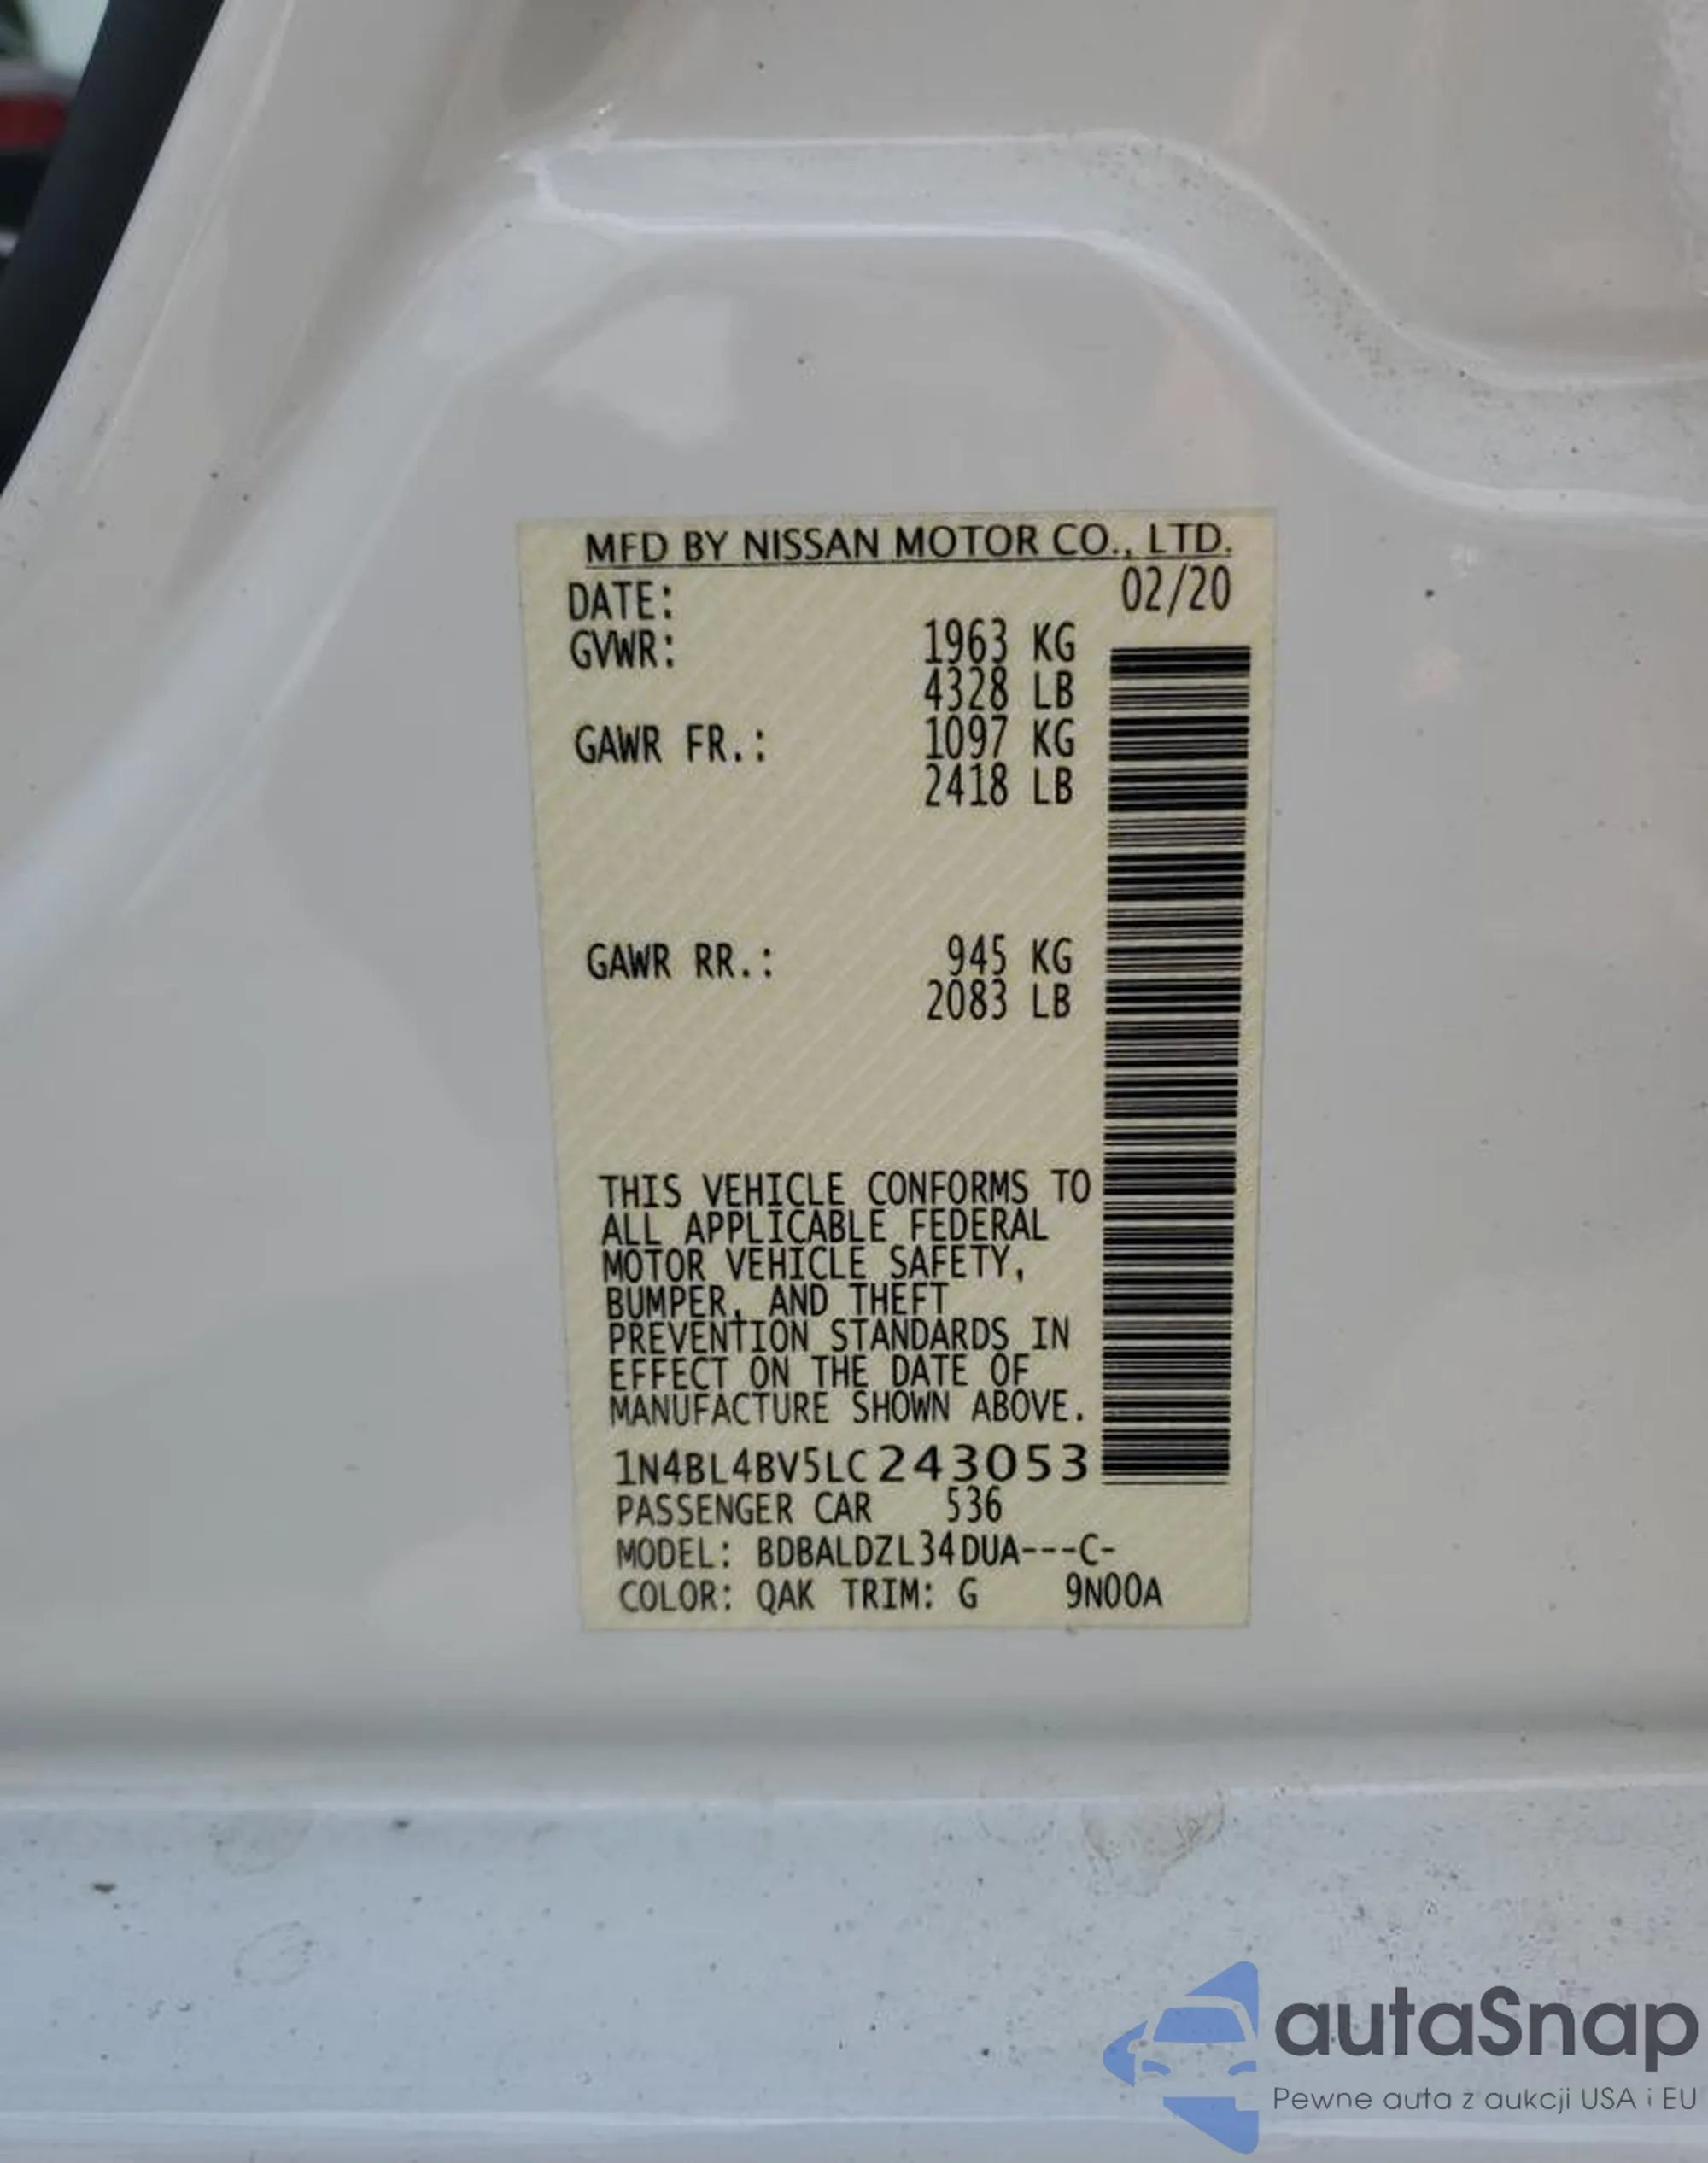 MFD BY NISSAN MOTOR CO., LTD.
DATE: 02/20
GVWR: 1963 KG
4328 LB
GAWR FR.: 1097 KG
2418 LB
GAWR RR.: 945 KG
2083 LB
THIS VEHICLE CONFORMS TO
ALL APPLICABLE FEDERAL
MOTOR VEHICLE SAFETY,
BUMPER, AND THEFT
PREVENTION STANDARDS IN
EFFECT ON THE DATE OF
MANUFACTURE SHOWN ABOVE.
1N4BL4BV5LC243053
PASSENGER CAR 536
MODEL: BDBALDZL34DUA---C-
COLOR: QAK TRIM: G 9N00A
autaSnap
Pewne auta z aukcji USA i EU